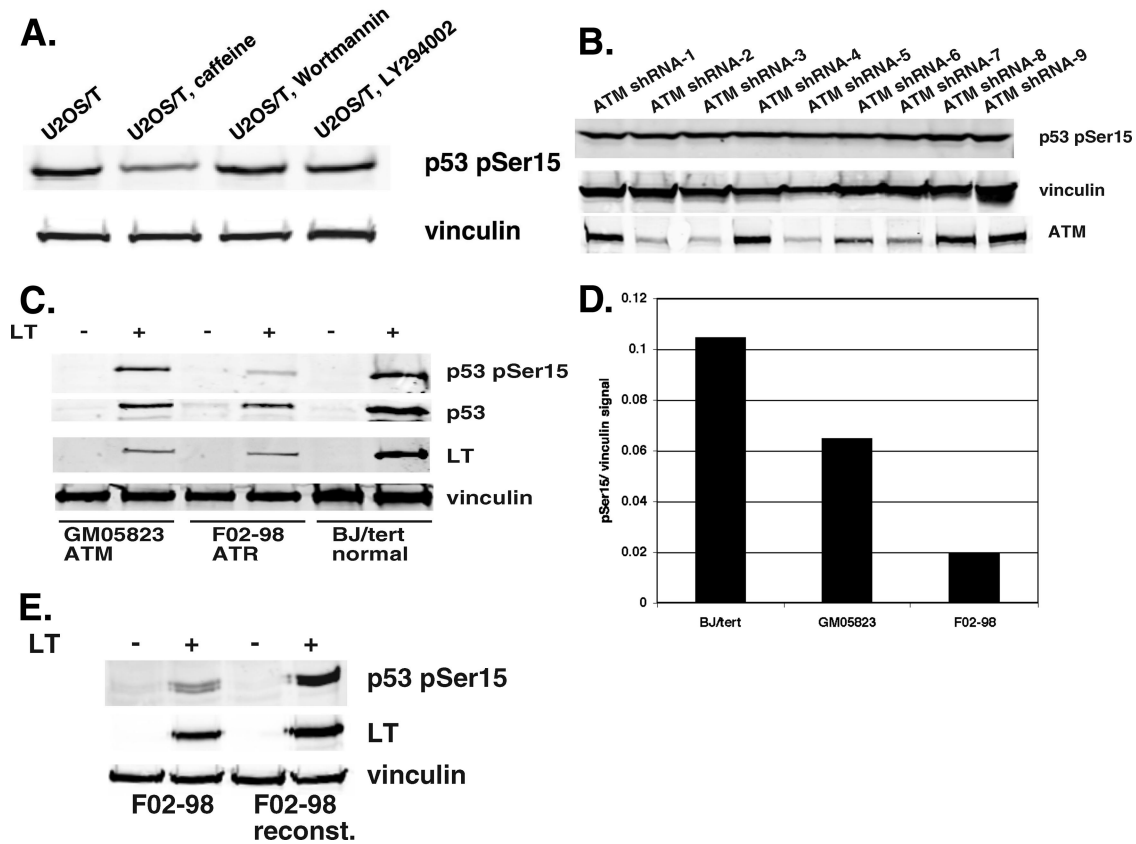 A.
U2OS/T
U2OS/T, caffeine
U2OS/T, Wortmannin
U2OS/T, LY294002
p53 pSer15
vinculin
B.
ATM shRNA-1
ATM shRNA-2
ATM shRNA-3
ATM shRNA-4
ATM shRNA-5
ATM shRNA-6
ATM shRNA-7
ATM shRNA-8
ATM shRNA-9
p53 pSer15
vinculin
ATM
C.
LT - + - + - +
p53 pSer15
p53
LT
vinculin
GM05823 F02-98 BJ/tert
ATM ATR normal
D.
0.12
0.1
0.08
0.06
0.04
0.02
0
pSer15/ vinculin signal
BJ/tert GM05823 F02-98
E.
LT - + - +
p53 pSer15
LT
vinculin
F02-98 F02-98
reconst.